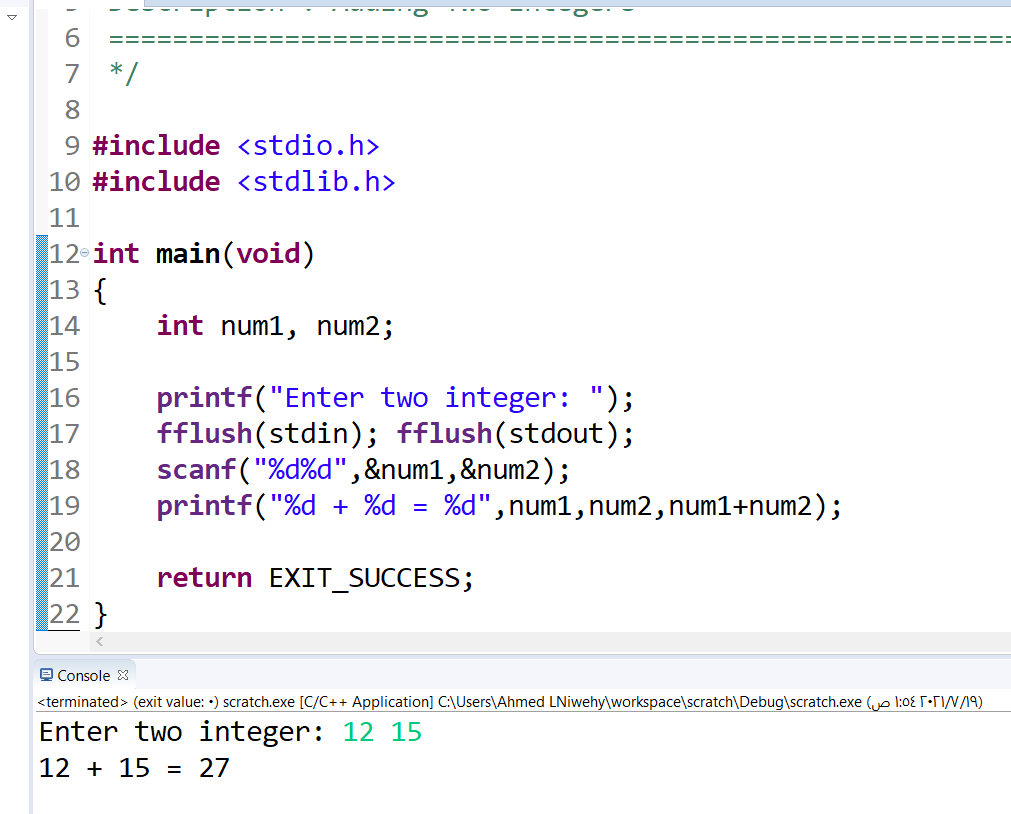 5 Description : Adding Two Integers
6 =========================================================
7 */
8
9 #include <stdio.h>
10 #include <stdlib.h>
11
12 int main(void)
13 {
14     int num1, num2;
15
16     printf("Enter two integer: ");
17     fflush(stdin); fflush(stdout);
18     scanf("%d%d",&num1,&num2);
19     printf("%d + %d = %d",num1,num2,num1+num2);
20
21     return EXIT_SUCCESS;
22 }
Console
<terminated> (exit value: ٠) scratch.exe [C/C++ Application] C:\Users\Ahmed LNiwehy\workspace\scratch\Debug\scratch.exe (ص ١:٥٤ ٢٠٢١/٧/١٩)
Enter two integer: 12 15
12 + 15 = 27